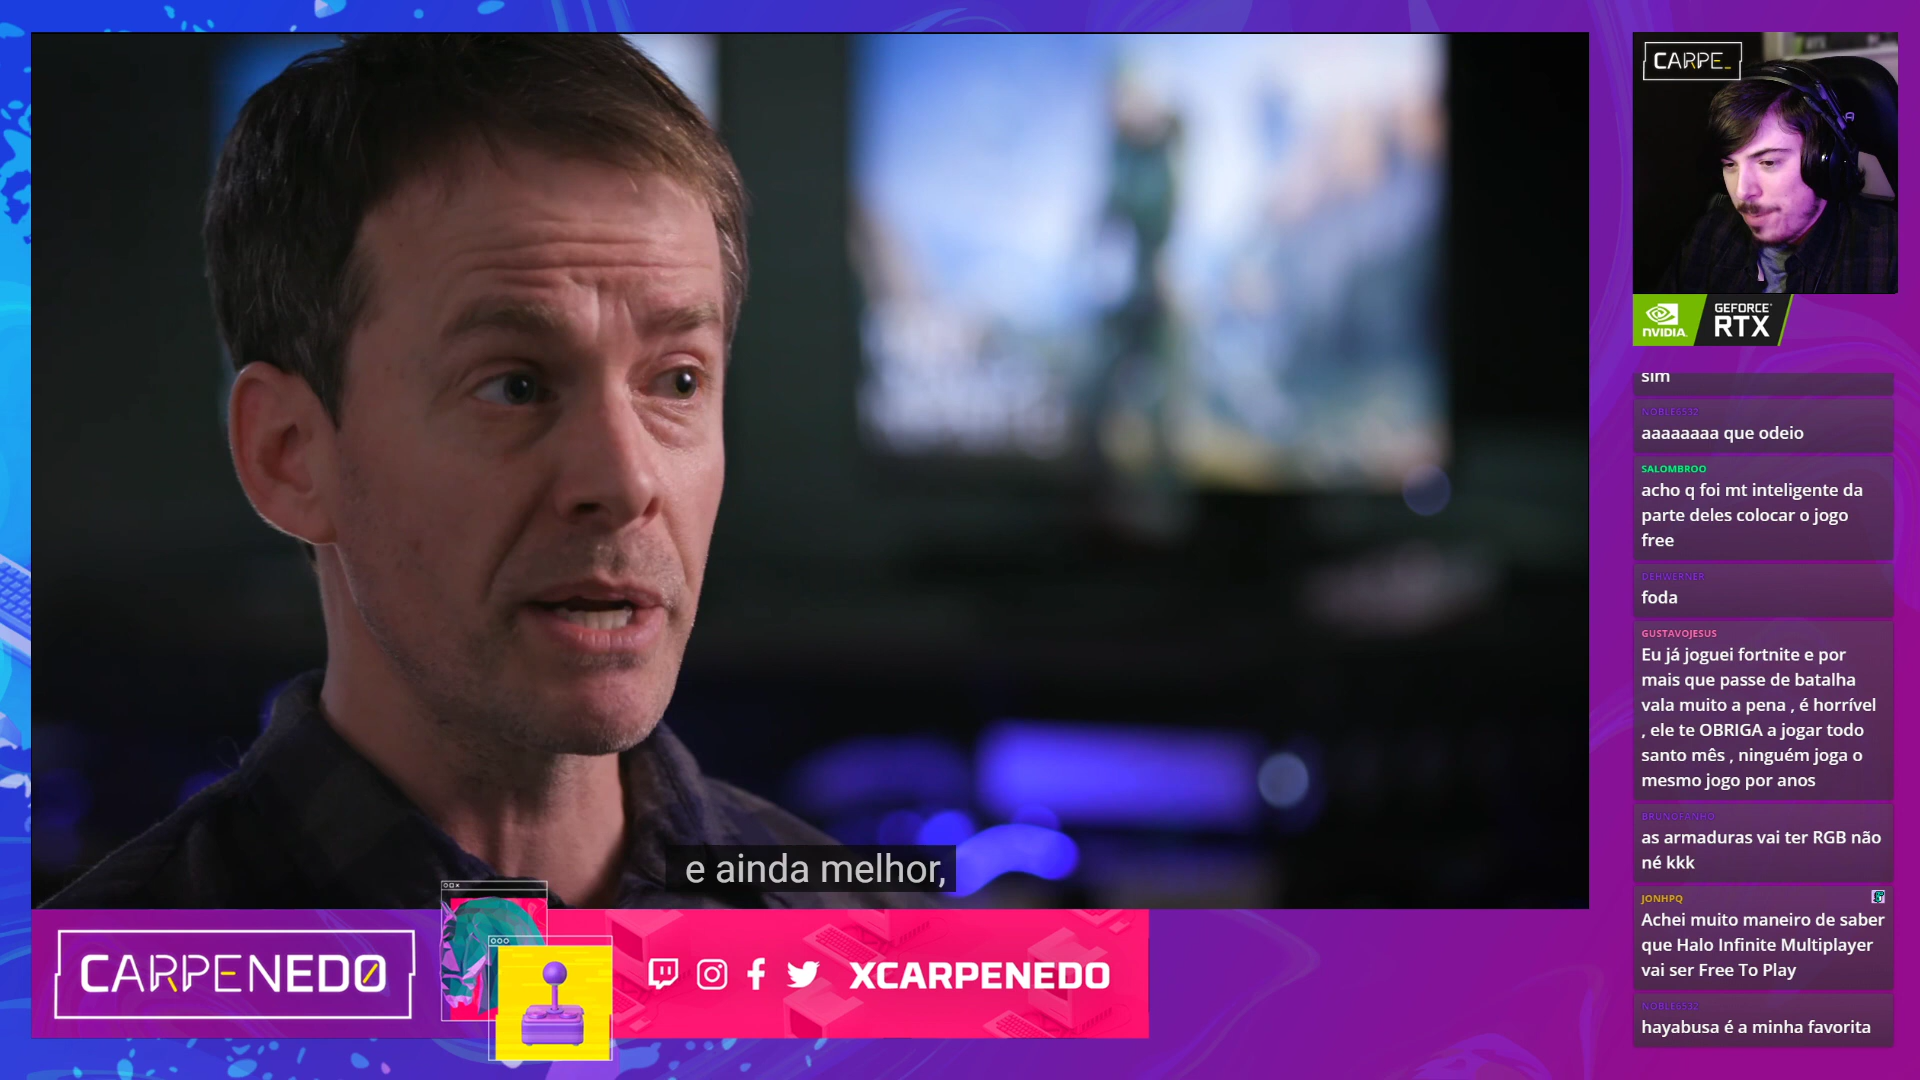 CARPE_
NVIDIA.
GEFORCE
RTX
sim
NOBLE6532
aaaaaaaa que odeio
SALOMBROO
acho q foi mt inteligente da
parte deles colocar o jogo
free
DEHWERNER
foda
GUSTAVOJESUS
Eu já joguei fortnite e por
mais que passe de batalha
vala muito a pena , é horrível
, ele te OBRIGA a jogar todo
santo mês , ninguém joga o
mesmo jogo por anos
BRUNOFANHO
as armaduras vai ter RGB não
né kkk
JONHPQ
Achei muito maneiro de saber
que Halo Infinite Multiplayer
vai ser Free To Play
NOBLE6532
hayabusa é a minha favorita
e ainda melhor,
CARPENEDO
XCARPENEDO